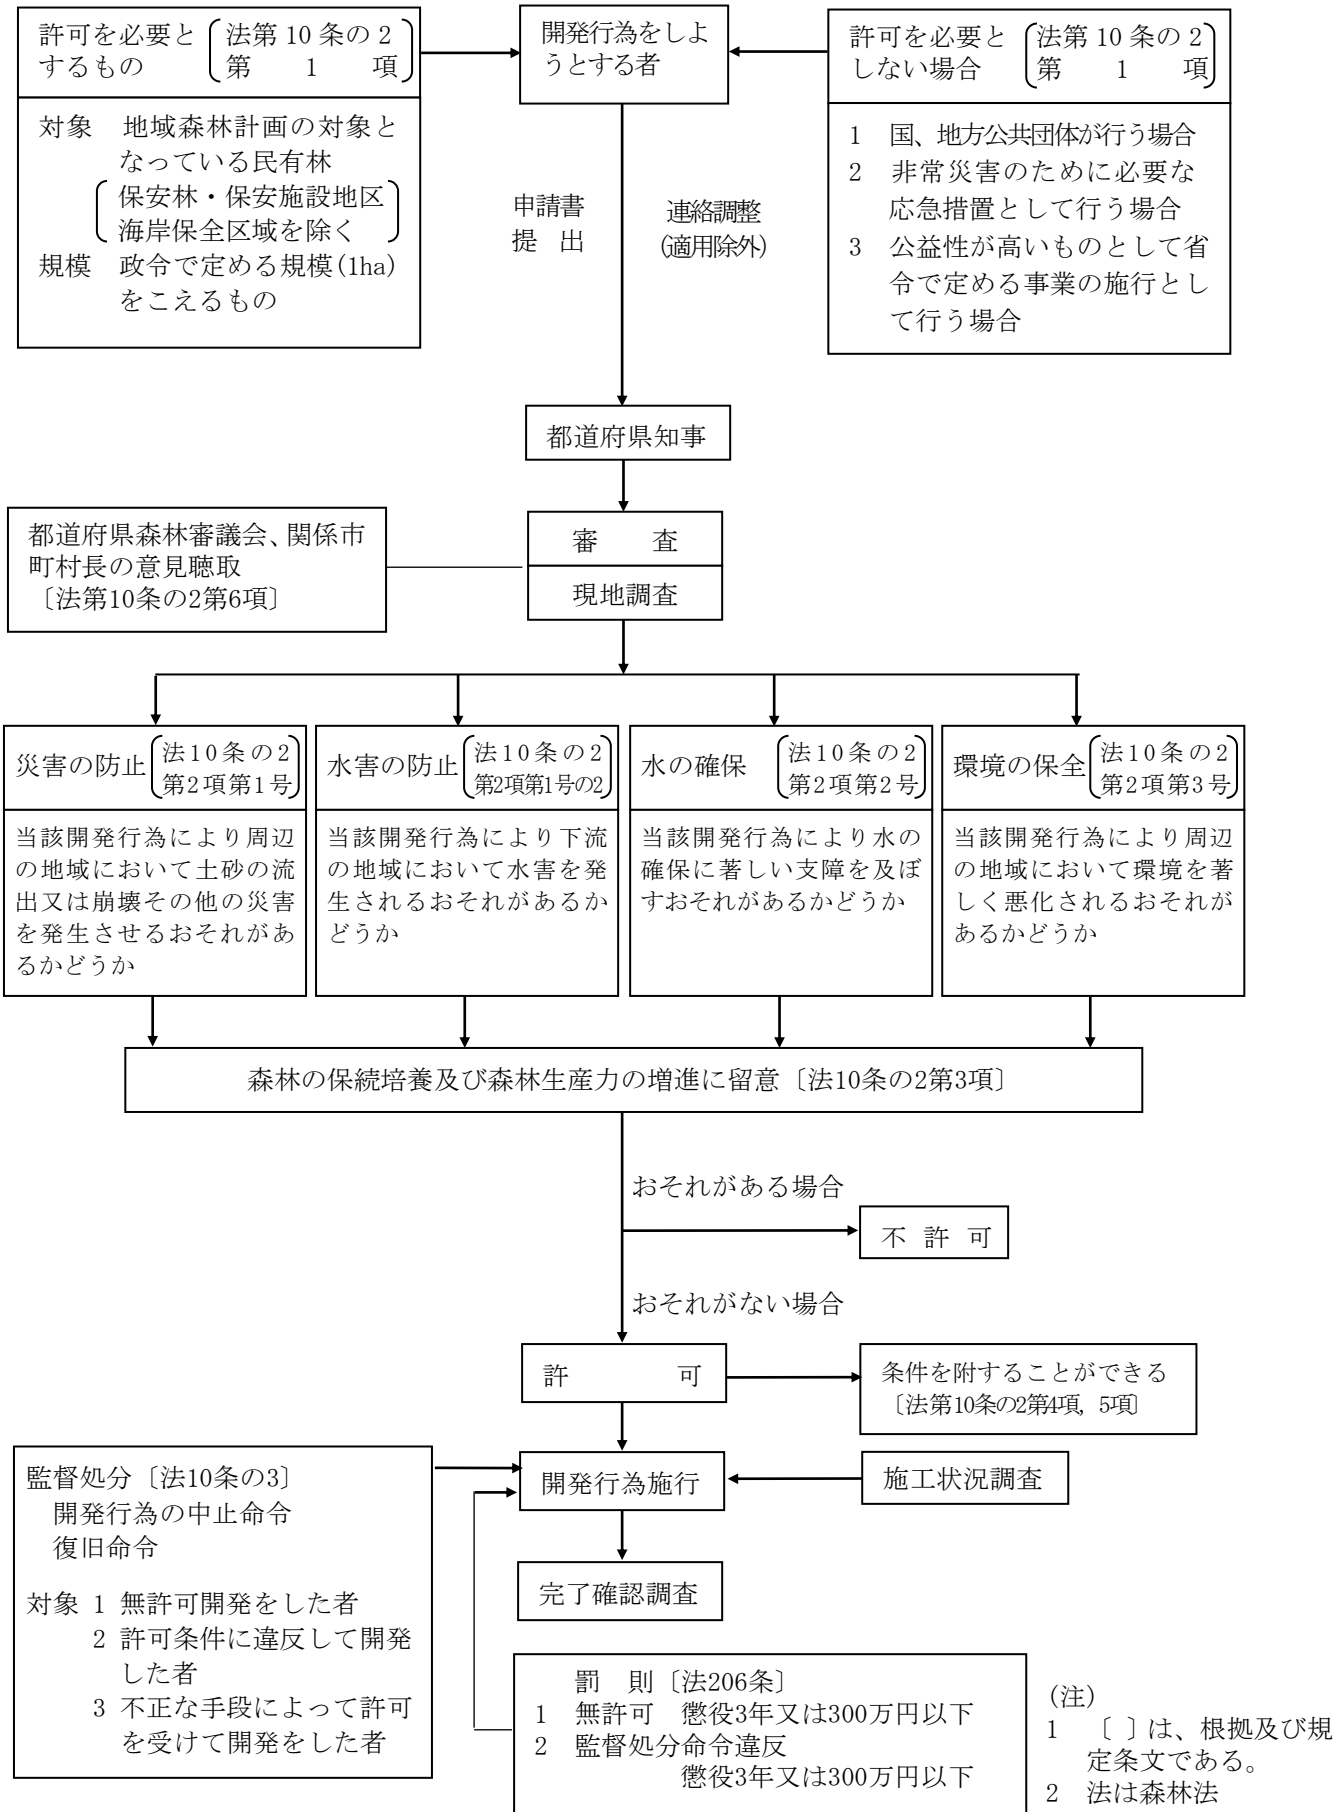 許可を必要と
するもの
法第 10 条の 2
第 1 項
対象 地域森林計画の対象と
なっている民有林
保安林・保安施設地区
海岸保全区域を除く
規模 政令で定める規模(1ha)
をこえるもの
開発行為をしよ
うとする者
許可を必要と
しない場合
法第 10 条の 2
第 1 項
1 国、地方公共団体が行う場合
2 非常災害のために必要な
応急措置として行う場合
3 公益性が高いものとして省
令で定める事業の施行とし
て行う場合
申請書
提 出
連絡調整
(適用除外)
都道府県知事
都道府県森林審議会、関係市
町村長の意見聴取
〔法第10条の2第6項〕
審 査
現地調査
災害の防止
法10条の2
第2項第1号
当該開発行為により周辺
の地域において土砂の流
出又は崩壊その他の災害
を発生させるおそれがあ
るかどうか
水害の防止
法10条の2
第2項第1号の2
当該開発行為により下流
の地域において水害を発
生されるおそれがあるか
どうか
水の確保
法10条の2
第2項第2号
当該開発行為により水の
確保に著しい支障を及ぼ
すおそれがあるかどうか
環境の保全
法10条の2
第2項第3号
当該開発行為により周辺
の地域において環境を著
しく悪化されるおそれが
あるかどうか
森林の保続培養及び森林生産力の増進に留意〔法10条の2第3項〕
おそれがある場合
不 許 可
おそれがない場合
許 可
条件を附することができる
〔法第10条の2第4項, 5項〕
監督処分〔法10条の3〕
開発行為の中止命令
復旧命令
対象 1 無許可開発をした者
2 許可条件に違反して開発
した者
3 不正な手段によって許可
を受けて開発をした者
開発行為施行
施工状況調査
完了確認調査
罰 則〔法206条〕
1 無許可 懲役3年又は300万円以下
2 監督処分命令違反
懲役3年又は300万円以下
(注)
1 〔 〕は、根拠及び規
定条文である。
2 法は森林法